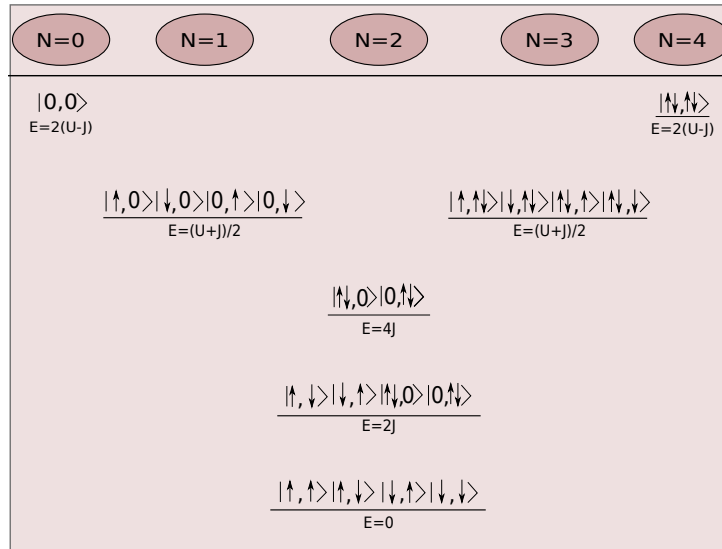 N=0 N=1 N=2 N=3 N=4
|0,0> |↑↓,↑↓>
E=2(U-J) E=2(U-J)
|↑,0>|↓,0>|0,↑>|0,↓> |↑,↑↓>|↓,↑↓>|↑↓,↑>|↑↓,↓>
E=(U+J)/2 E=(U+J)/2
|↑↓,0>|0,↑↓>
E=4J
|↑,↓>|↓,↑>|↑↓,0>|0,↑↓>
E=2J
|↑,↑>|↑,↓>|↓,↑>|↓,↓>
E=0